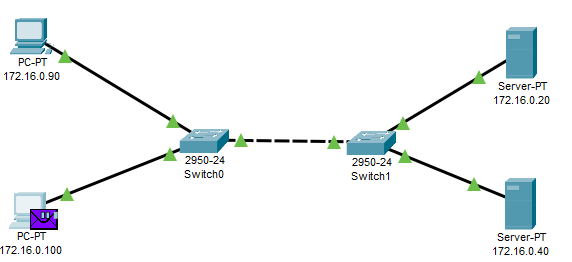 PC-PT
172.16.0.90
Server-PT
172.16.0.20
2950-24
Switch0
2950-24
Switch1
PC-PT
172.16.0.100
Server-PT
172.16.0.40